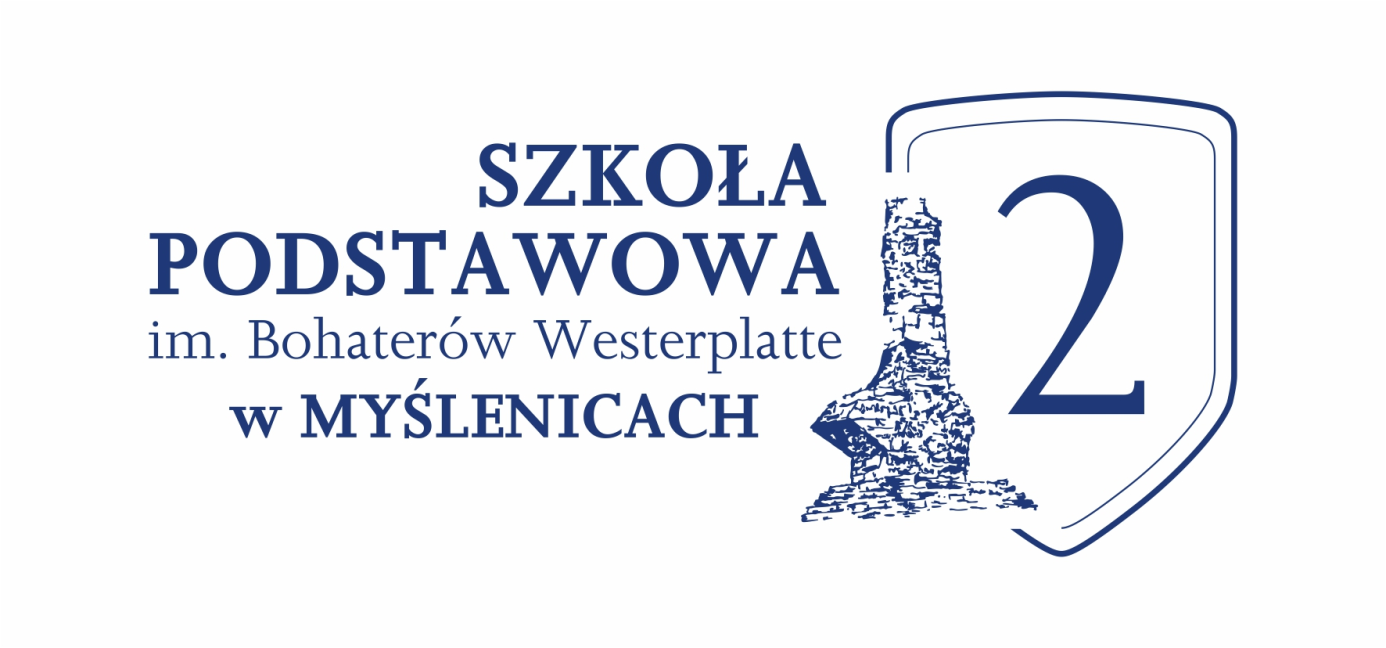 SZKOŁA
PODSTAWOWA
im. Bohaterów Westerplatte
w MYŚLENICACH
2